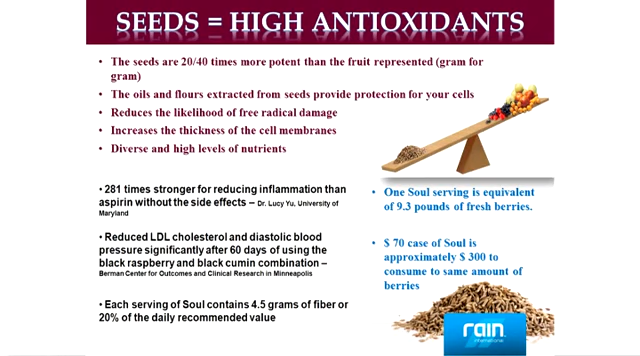 SEEDS = HIGH ANTIOXIDANTS
• The seeds are 20/40 times more potent than the fruit represented (gram for
gram)
• The oils and flours extracted from seeds provide protection for your cells
• Reduces the likelihood of free radical damage
• Increases the thickness of the cell membranes
• Diverse and high levels of nutrients
• 281 times stronger for reducing inflammation than
aspirin without the side effects – Dr. Lucy Yu, University of
Maryland
• Reduced LDL cholesterol and diastolic blood
pressure significantly after 60 days of using the
black raspberry and black cumin combination –
Berman Center for Outcomes and Clinical Research in Minneapolis
• Each serving of Soul contains 4.5 grams of fiber or
20% of the daily recommended value
• One Soul serving is equivalent
of 9.3 pounds of fresh berries.
• $ 70 case of Soul is
approximately $ 300 to
consume to same amount of
berries
rain
international